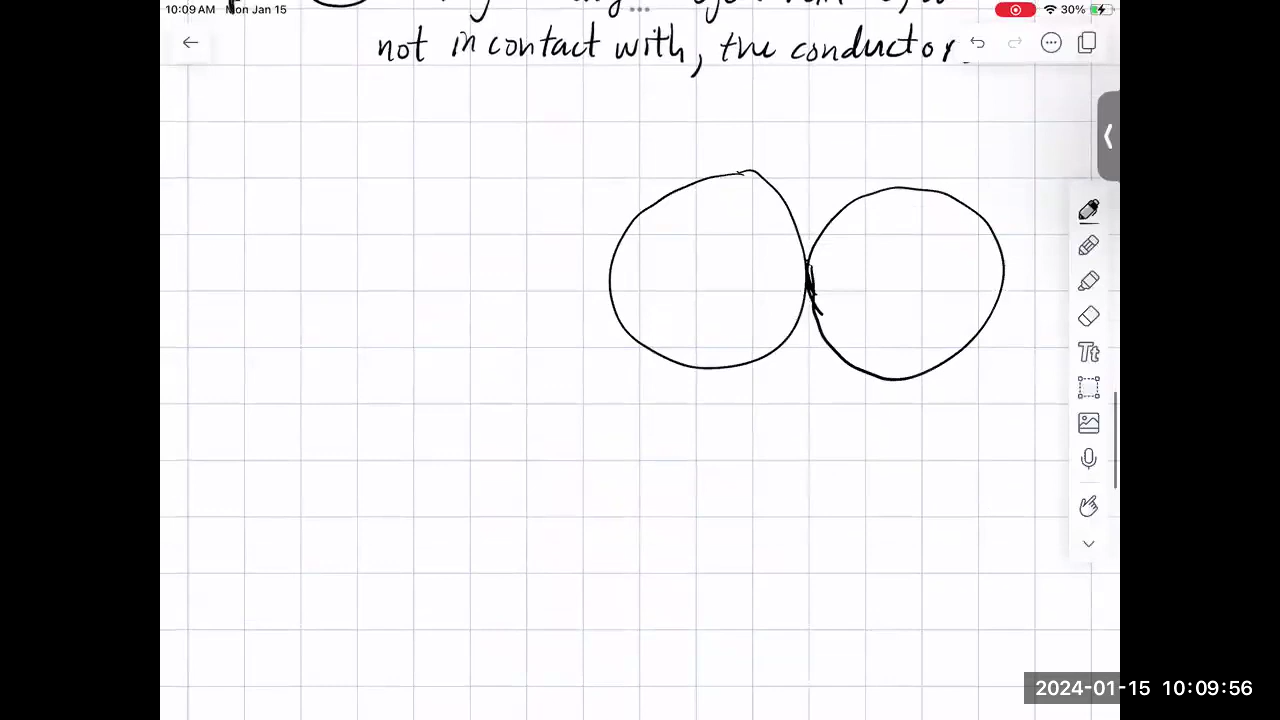 10:09 AM Mon Jan 15
30%
not in contact with, the conductor.
Tt
2024-01-15 10:09:56